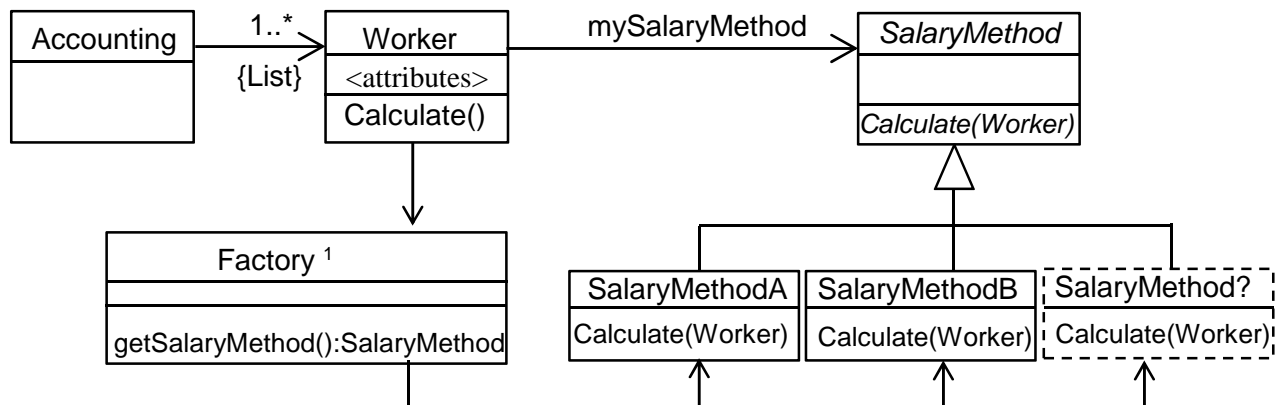 Accounting
1..*
{List}
Worker
<attributes>
Calculate()
mySalaryMethod
SalaryMethod
Calculate(Worker)
Factory 1
getSalaryMethod():SalaryMethod
SalaryMethodA
Calculate(Worker)
SalaryMethodB
Calculate(Worker)
SalaryMethod?
Calculate(Worker)